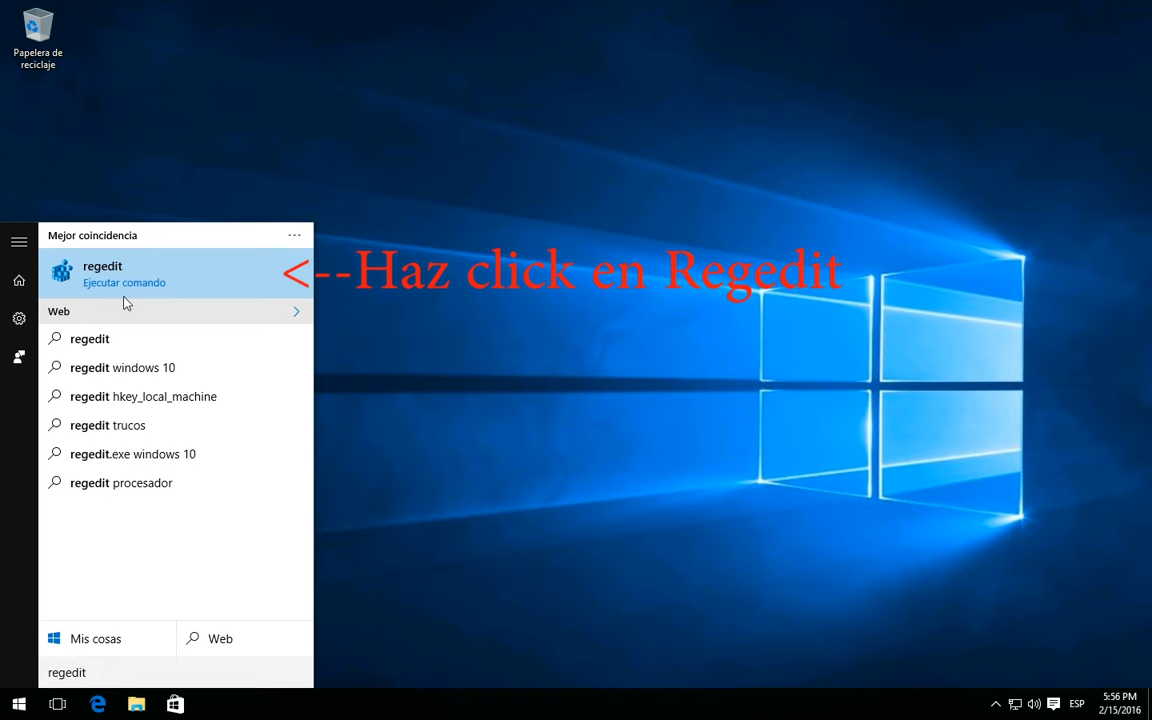 Papelera de
reciclaje
Mejor coincidencia
...
regedit
Ejecutar comando
<--Haz click en Regedit
Web
regedit
regedit windows 10
regedit hkey_local_machine
regedit trucos
regedit.exe windows 10
regedit procesador
Mis cosas
Web
regedit
ESP
5:56 PM
2/15/2016